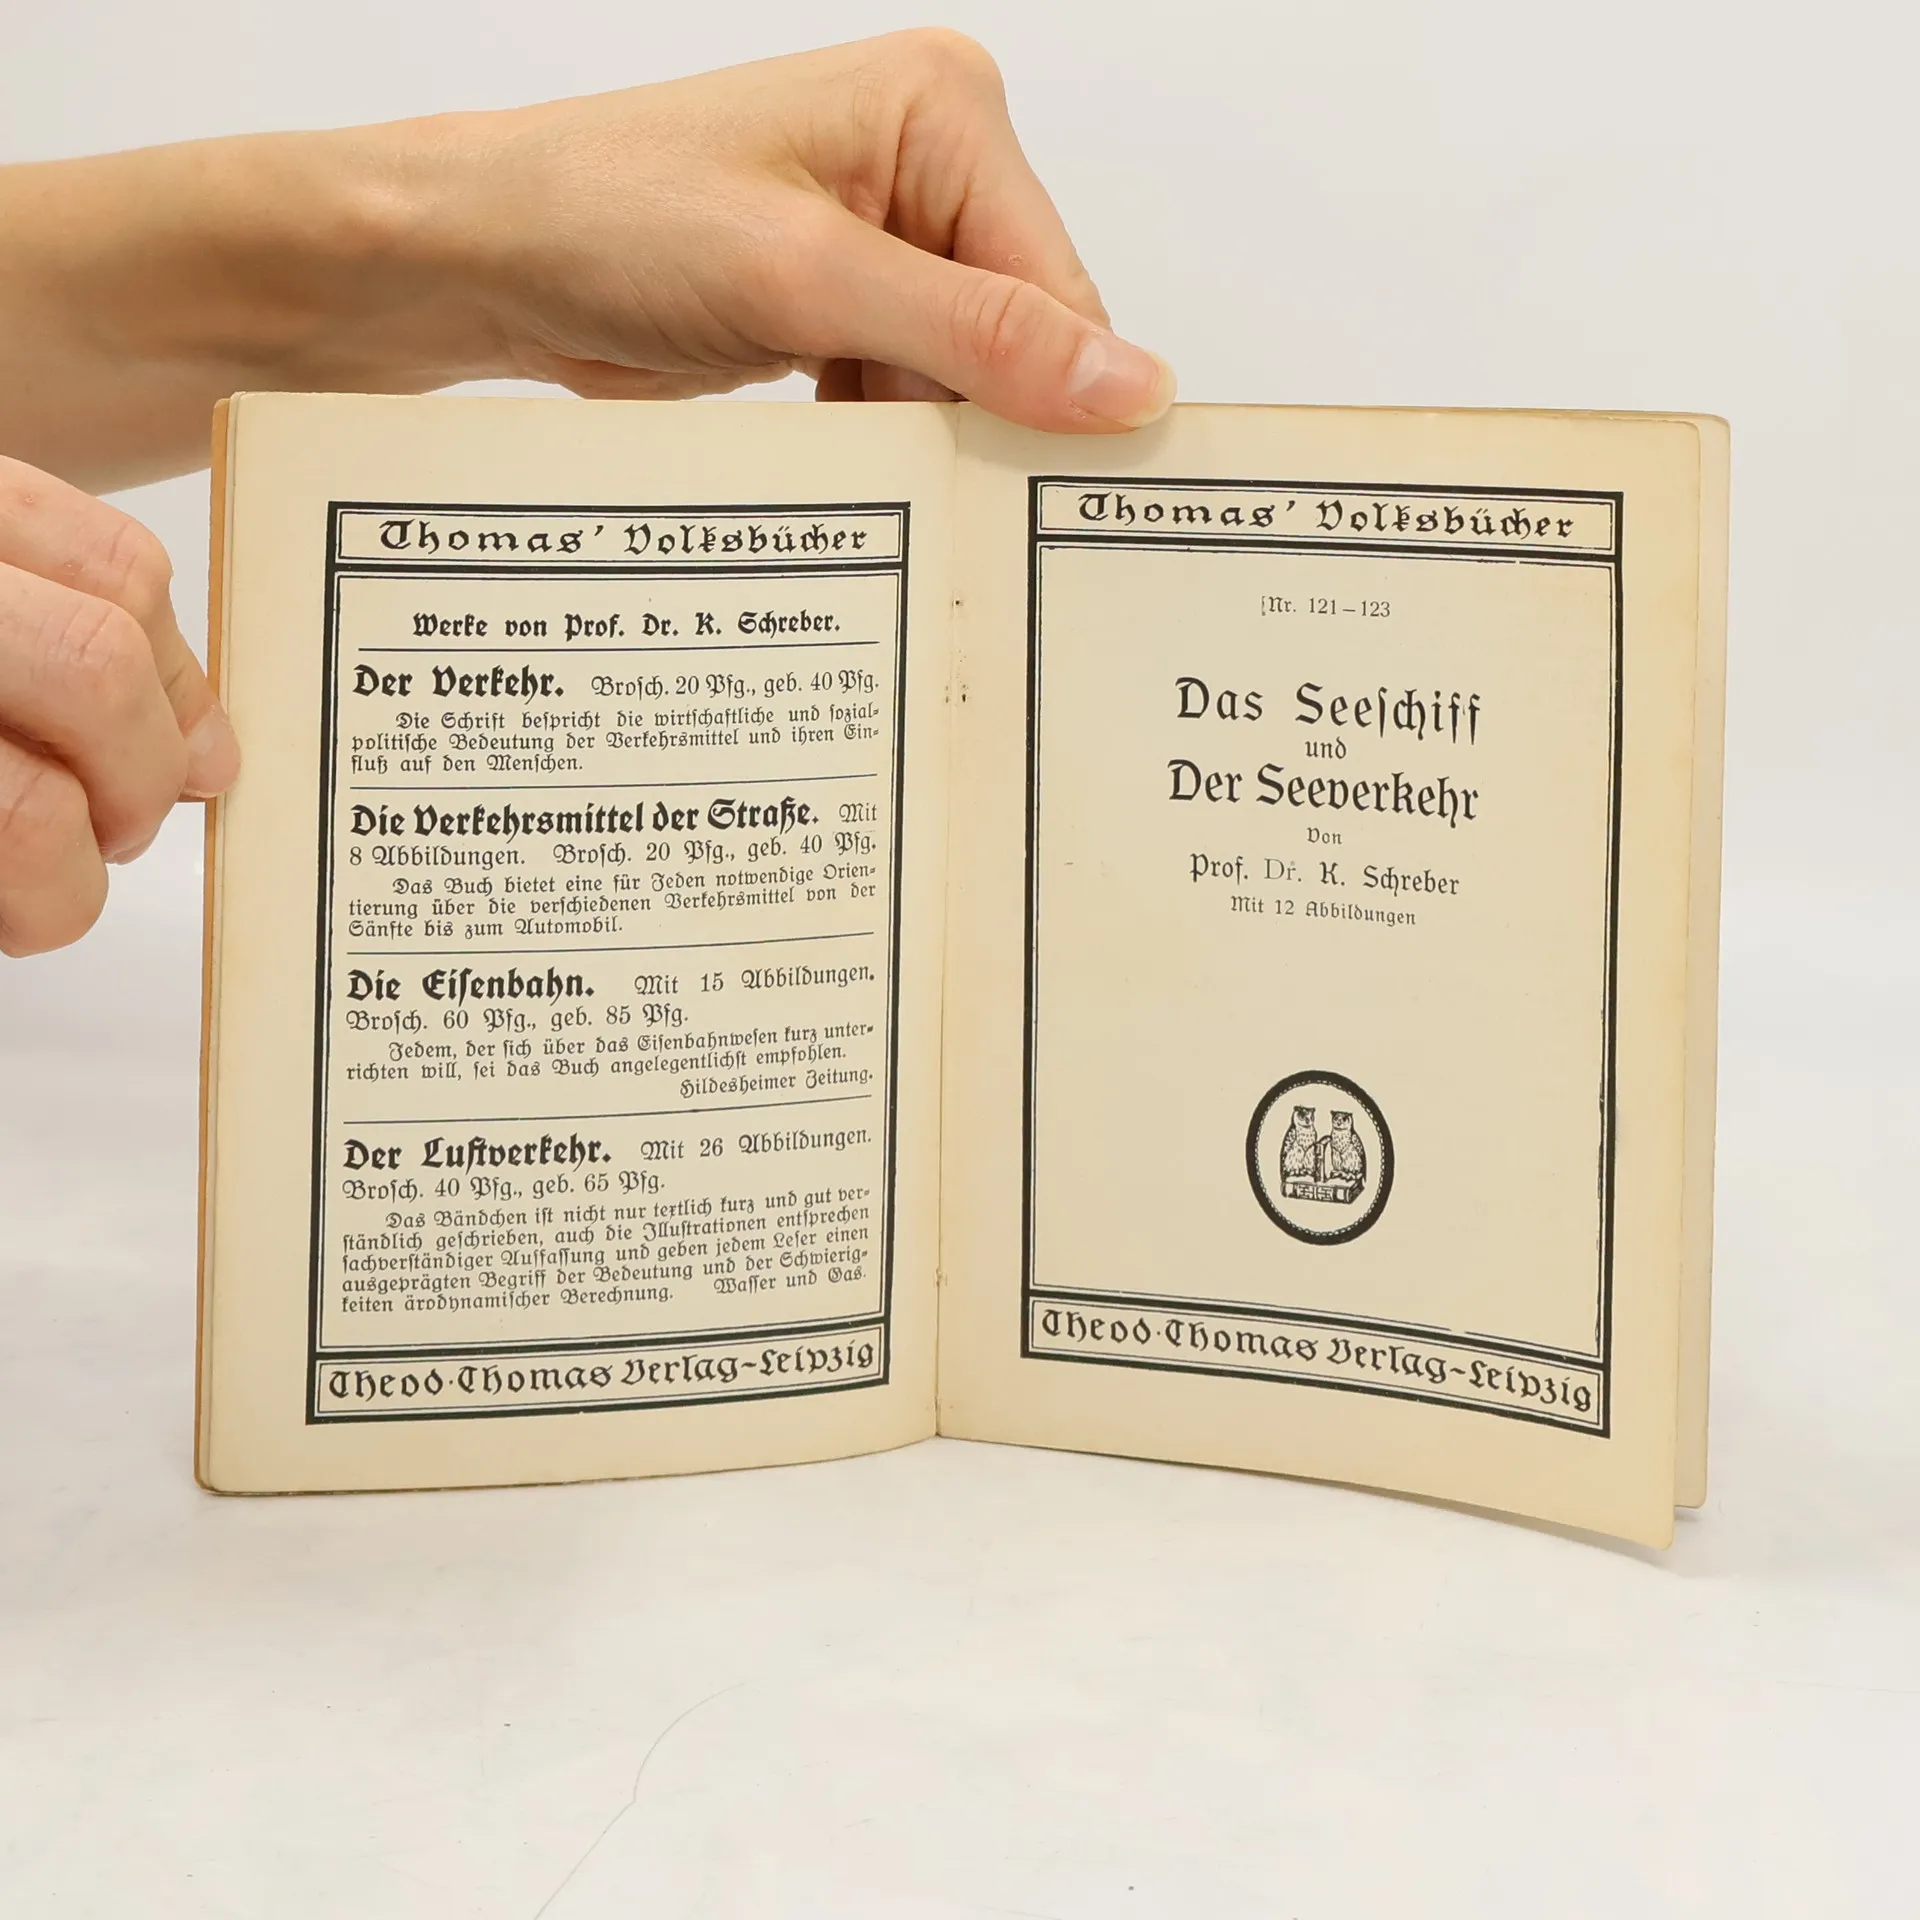 Thomas' Volksbücher
Werke von Prof. Dr. K. Schreber.
Der Verkehr. Broſch. 20 Pfg., geb. 40 Pfg.
Die Schrift beſpricht die wirtſchaftliche und ſozial-
politiſche Bedeutung der Verkehrsmittel und ihren Ein-
fluß auf den Menſchen.
Die Verkehrsmittel der Straße. Mit
8 Abbildungen. Broſch. 20 Pfg., geb. 40 Pfg.
Das Buch bietet eine für Jeden notwendige Orien-
tierung über die verſchiedenen Verkehrsmittel von der
Sänfte bis zum Automobil.
Die Eiſenbahn. Mit 15 Abbildungen.
Broſch. 60 Pfg., geb. 85 Pfg.
Jedem, der ſich über das Eiſenbahnweſen kurz unter-
richten will, ſei das Buch angelegentlichſt empfohlen.
Hildesheimer Zeitung.
Der Luftverkehr. Mit 26 Abbildungen.
Broſch. 40 Pfg., geb. 65 Pfg.
Das Bändchen iſt nicht nur textlich kurz und gut ver-
ſtändlich geſchrieben, auch die Illuſtrationen entſprechen
ſachverſtändiger Auffaſſung und geben jedem Leſer einen
ausgeprägten Begriff der Bedeutung und der Schwierig-
keiten ärodynamiſcher Berechnung. Waſſer und Gas.
Theod. Thomas Verlag-Leipzig
Thomas' Volksbücher
Nr. 121–123
Das Seeſchiff
und
Der Seeverkehr
Von
Prof. Dr. K. Schreber
Mit 12 Abbildungen
Theod. Thomas Verlag-Leipzig